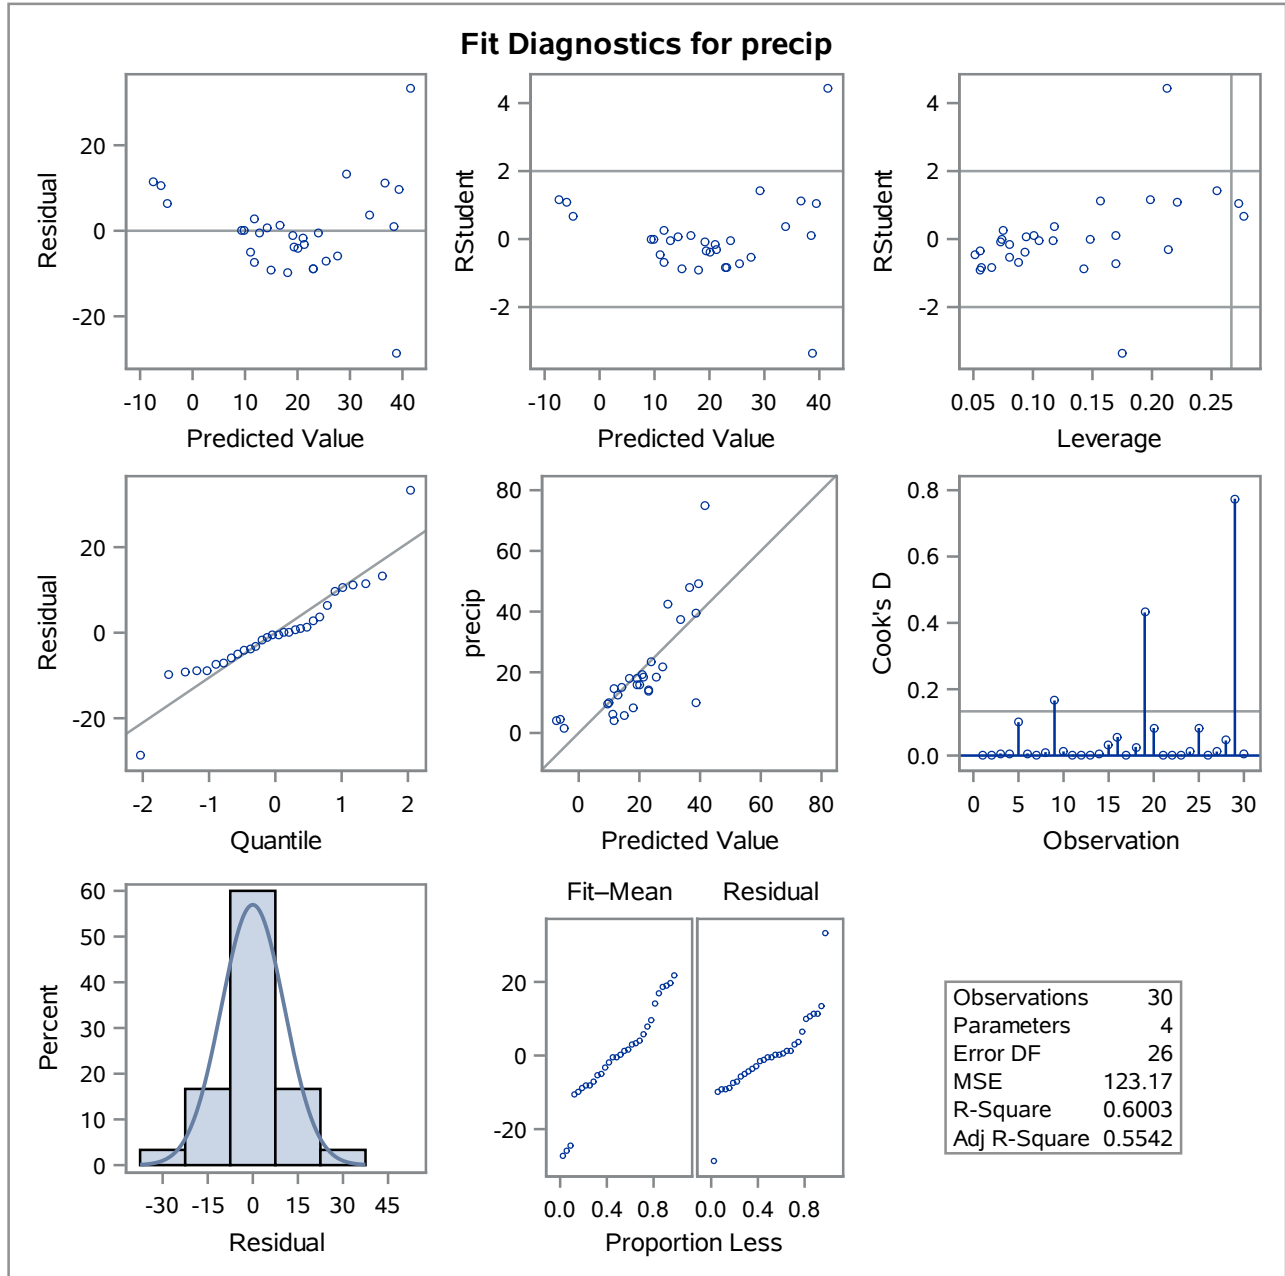 Fit Diagnostics for precip
Residual
20
0
-20
-10 0 10 20 30 40
Predicted Value
RStudent
4
2
0
-2
-10 0 10 20 30 40
Predicted Value
RStudent
4
2
0
-2
0.05 0.10 0.15 0.20 0.25
Leverage
Residual
20
0
-20
-2 -1 0 1 2
Quantile
precip
80
60
40
20
0
0 20 40 60 80
Predicted Value
Cook's D
0.8
0.6
0.4
0.2
0.0
0 5 10 15 20 25 30
Observation
Percent
60
50
40
30
20
10
0
-30 -15 0 15 30 45
Residual
Fit–Mean Residual
20
0
-20
0.0 0.4 0.8 0.0 0.4 0.8
Proportion Less
Observations 30
Parameters 4
Error DF 26
MSE 123.17
R-Square 0.6003
Adj R-Square 0.5542